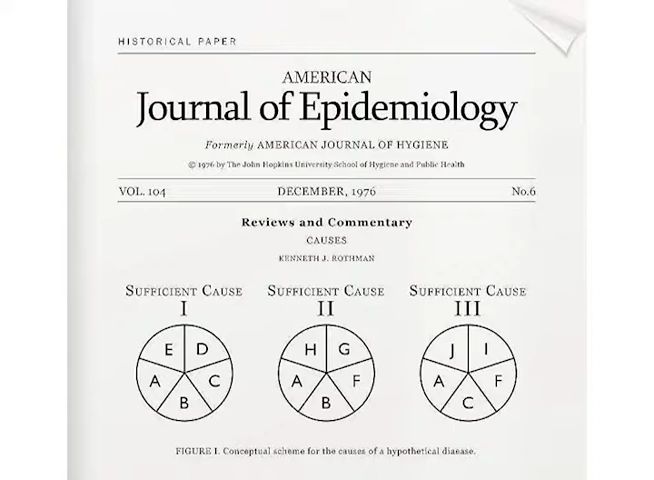 HISTORICAL PAPER
AMERICAN
Journal of Epidemiology
Formerly AMERICAN JOURNAL OF HYGIENE
© 1976 by The John Hopkins University School of Hygiene and Public Health
VOL. 104 DECEMBER, 1976 No.6
Reviews and Commentary
CAUSES
KENNETH J. ROTHMAN
SUFFICIENT CAUSE SUFFICIENT CAUSE SUFFICIENT CAUSE
I II III
E D H G J I
A C A F A F
B B C
FIGURE I. Conceptual scheme for the causes of a hypothetical diaease.